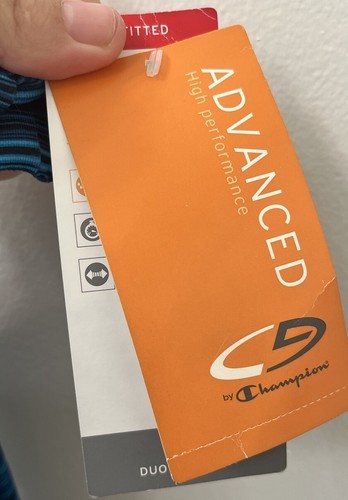 FITTED
ADVANCED
High performance
by Champion
DUO